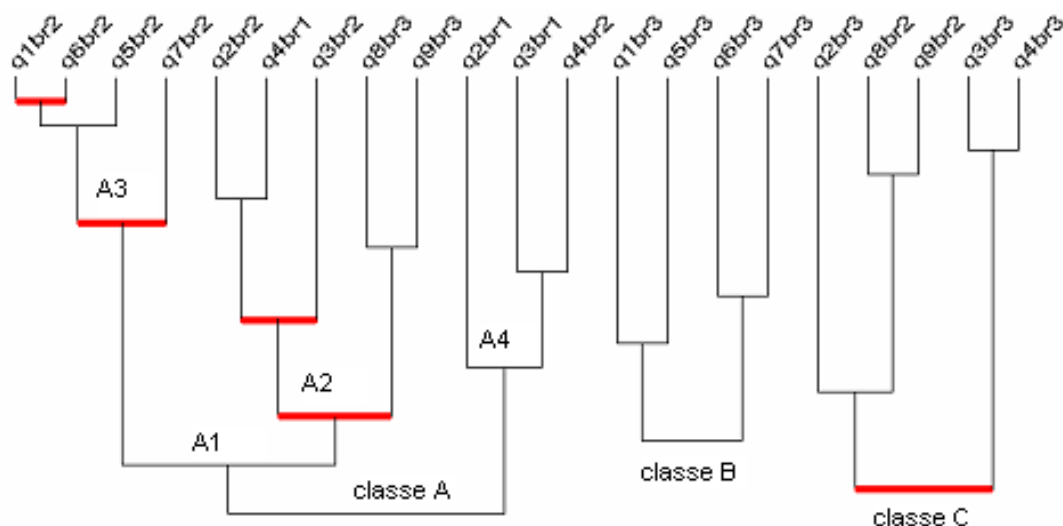 q1br2 q6br2 q5br2 q7br2 q2br2 q4br1 q3br2 q8br3 q9br3 q2br1 q3br1 q4br2 q1br3 q5br3 q6br3 q7br3 q2br3 q8br2 q9br2 q3br3 q4br3
A3
A4
A2
A1
classe A
classe B
classe C